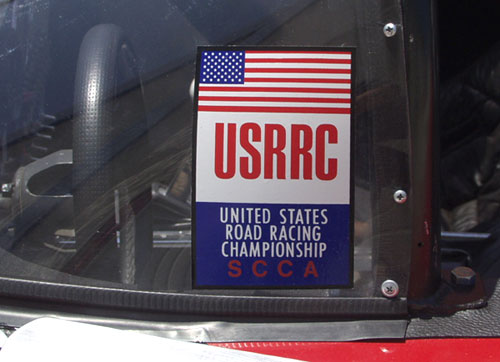 USRRC
UNITED STATES
ROAD RACING
CHAMPIONSHIP
SCCA